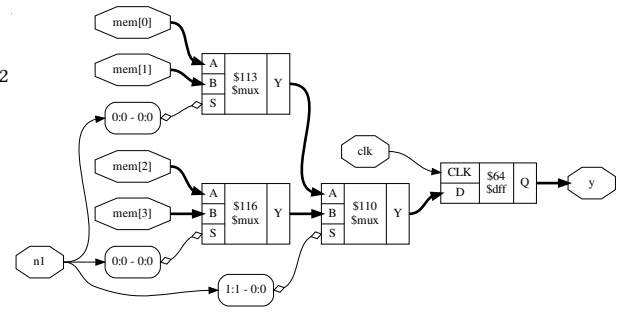 mem[0]
mem[1]
2
A
B
S
$113
$mux
Y
0:0 - 0:0
mem[2]
mem[3]
A
B
S
$116
$mux
Y
0:0 - 0:0
n1
1:1 - 0:0
clk
A
B
S
$110
$mux
Y
CLK
D
$64
$dff
Q
y